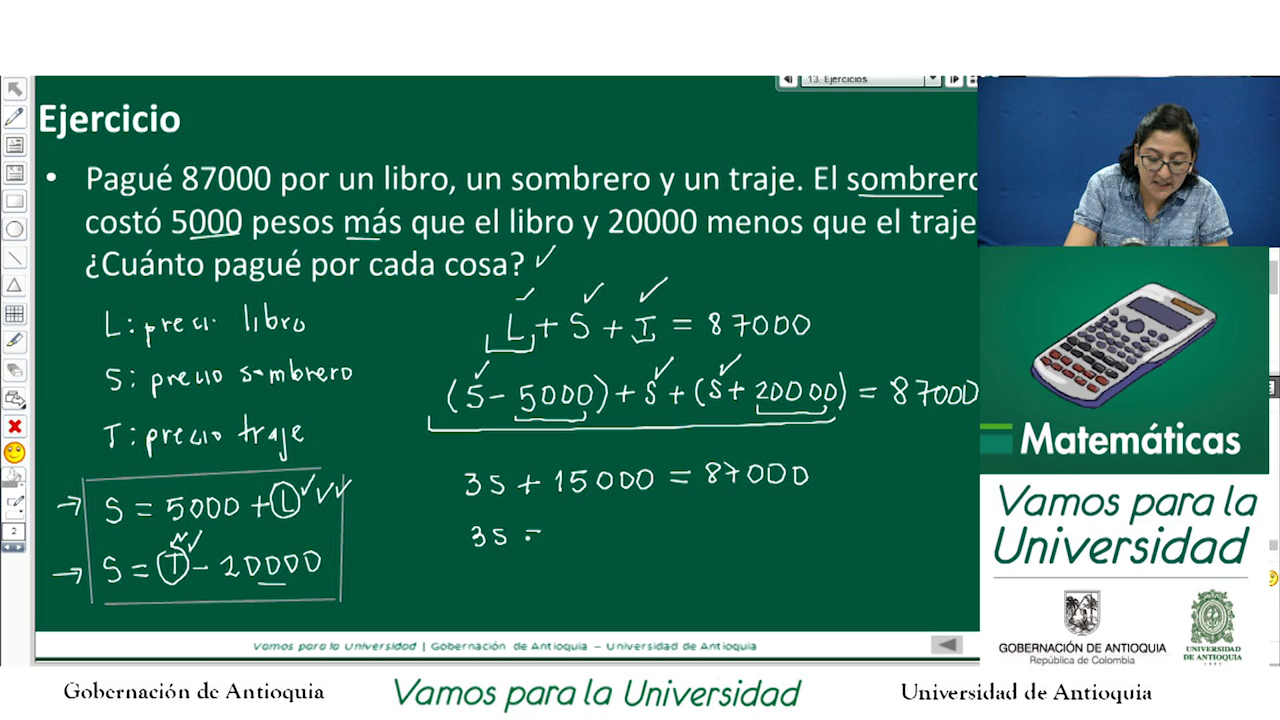 13. Ejercicios
Ejercicio
• Pagué 87000 por un libro, un sombrero y un traje. El sombrero
costó 5000 pesos más que el libro y 20000 menos que el traje
¿Cuánto pagué por cada cosa? ✓
L: precio libro
S: precio sombrero
T: precio traje
→ S = 5000 + L ✓✓✓
→ S = T - 20000
L + S + T = 87000
(S - 5000) + S + (S + 20000) = 87000
3S + 15000 = 87000
3S =
2
Vamos para la Universidad | Gobernación de Antioquia – Universidad de Antioquia
Matemáticas
Vamos para la
Universidad
GOBERNACIÓN DE ANTIOQUIA
República de Colombia
UNIVERSIDAD
DE ANTIOQUIA
1803
Gobernación de Antioquia
Vamos para la Universidad
Universidad de Antioquia